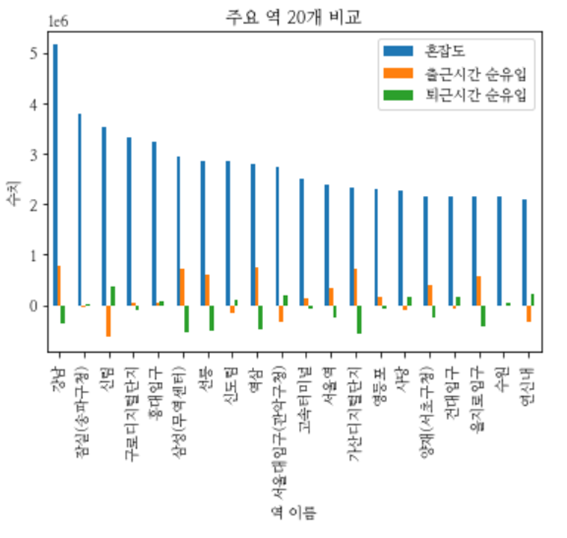 주요 역 20개 비교
1e6
혼잡도
출근시간 순유입
퇴근시간 순유입
수치
5
4
3
2
1
0
강남
잠실(송파구청)
신림
구로디지털단지
홍대입구
삼성(무역센터)
선릉
신도림
역삼
서울대입구(관악구청)
고속터미널
서울역
가산디지털단지
영등포
사당
양재(서초구청)
건대입구
을지로입구
수원
연신내
역 이름